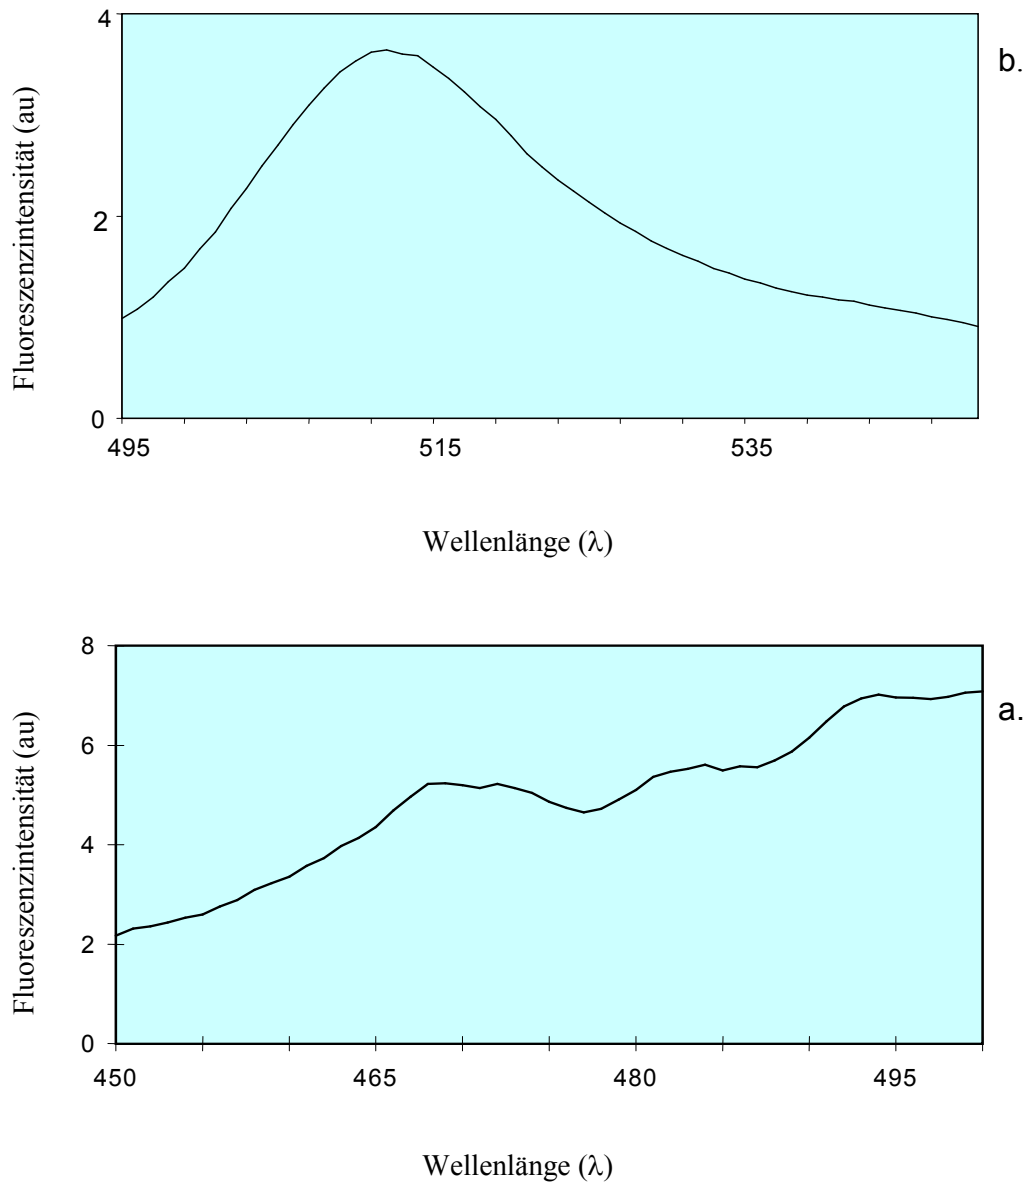 4
b.
Fluoreszenzintensität (au)
2
0
495 515 535
Wellenlänge (λ)
8
a.
6
Fluoreszenzintensität (au)
4
2
0
450 465 480 495
Wellenlänge (λ)